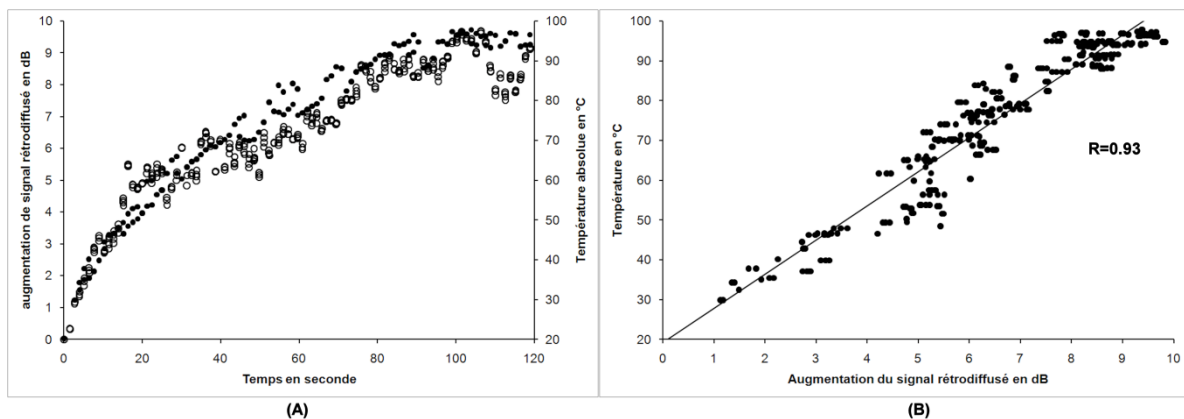 (A)
(B)
augmentation de signal rétrodiffusé en dB
10
9
8
7
6
5
4
3
2
1
0
0 20 40 60 80 100 120
Temps en seconde
100
90
80
70
60
50
40
30
20
Température absolue en °C
Température en °C
100
90
80
70
60
50
40
30
20
R=0.93
0 1 2 3 4 5 6 7 8 9 10
Augmentation du signal rétrodiffusé en dB
(A)
(B)